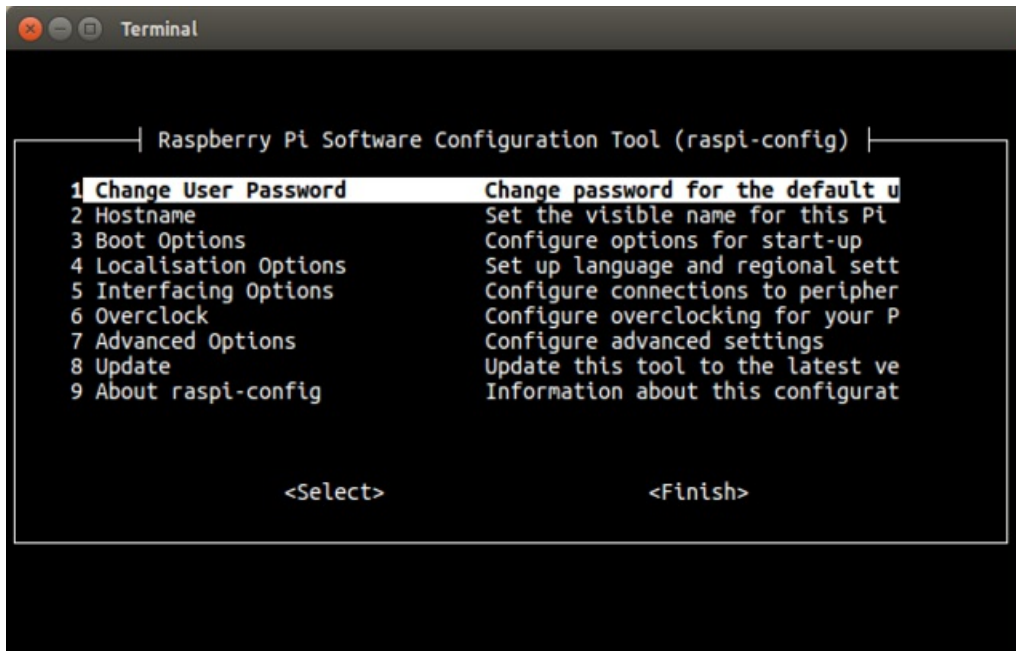 Terminal
Raspberry Pi Software Configuration Tool (raspi-config)
1 Change User Password Change password for the default u
2 Hostname Set the visible name for this Pi
3 Boot Options Configure options for start-up
4 Localisation Options Set up language and regional sett
5 Interfacing Options Configure connections to peripher
6 Overclock Configure overclocking for your P
7 Advanced Options Configure advanced settings
8 Update Update this tool to the latest ve
9 About raspi-config Information about this configurat
<Select> <Finish>